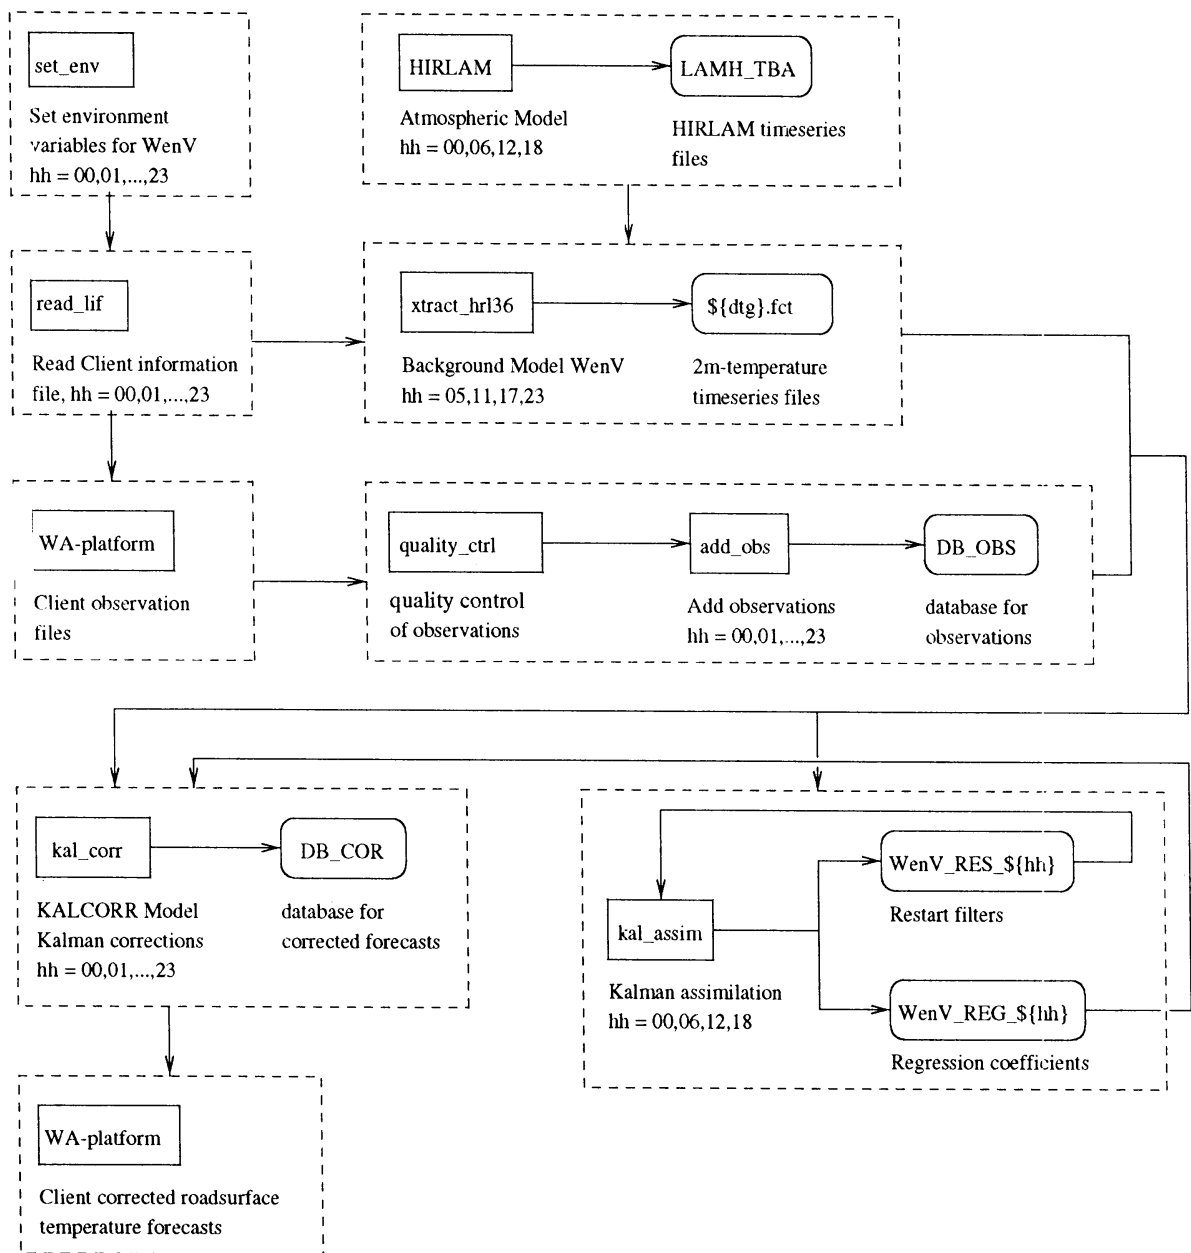 set_env
Set environment
variables for WenV
hh = 00,01,...,23
HIRLAM
LAMH_TBA
Atmospheric Model
hh = 00,06,12,18
HIRLAM timeseries
files
read_lif
Read Client information
file, hh = 00,01,...,23
xtract_hrl36
${dtg}.fct
Background Model WenV
hh = 05,11,17,23
2m-temperature
timeseries files
WA-platform
Client observation
files
quality_ctrl
add_obs
DB_OBS
quality control
of observations
Add observations
hh = 00,01,...,23
database for
observations
kal_corr
DB_COR
KALCORR Model
Kalman corrections
hh = 00,01,...,23
database for
corrected forecasts
WenV_RES_${hh}
Restart filters
kal_assim
Kalman assimilation
hh = 00,06,12,18
WenV_REG_${hh}
Regression coefficients
WA-platform
Client corrected roadsurface
temperature forecasts